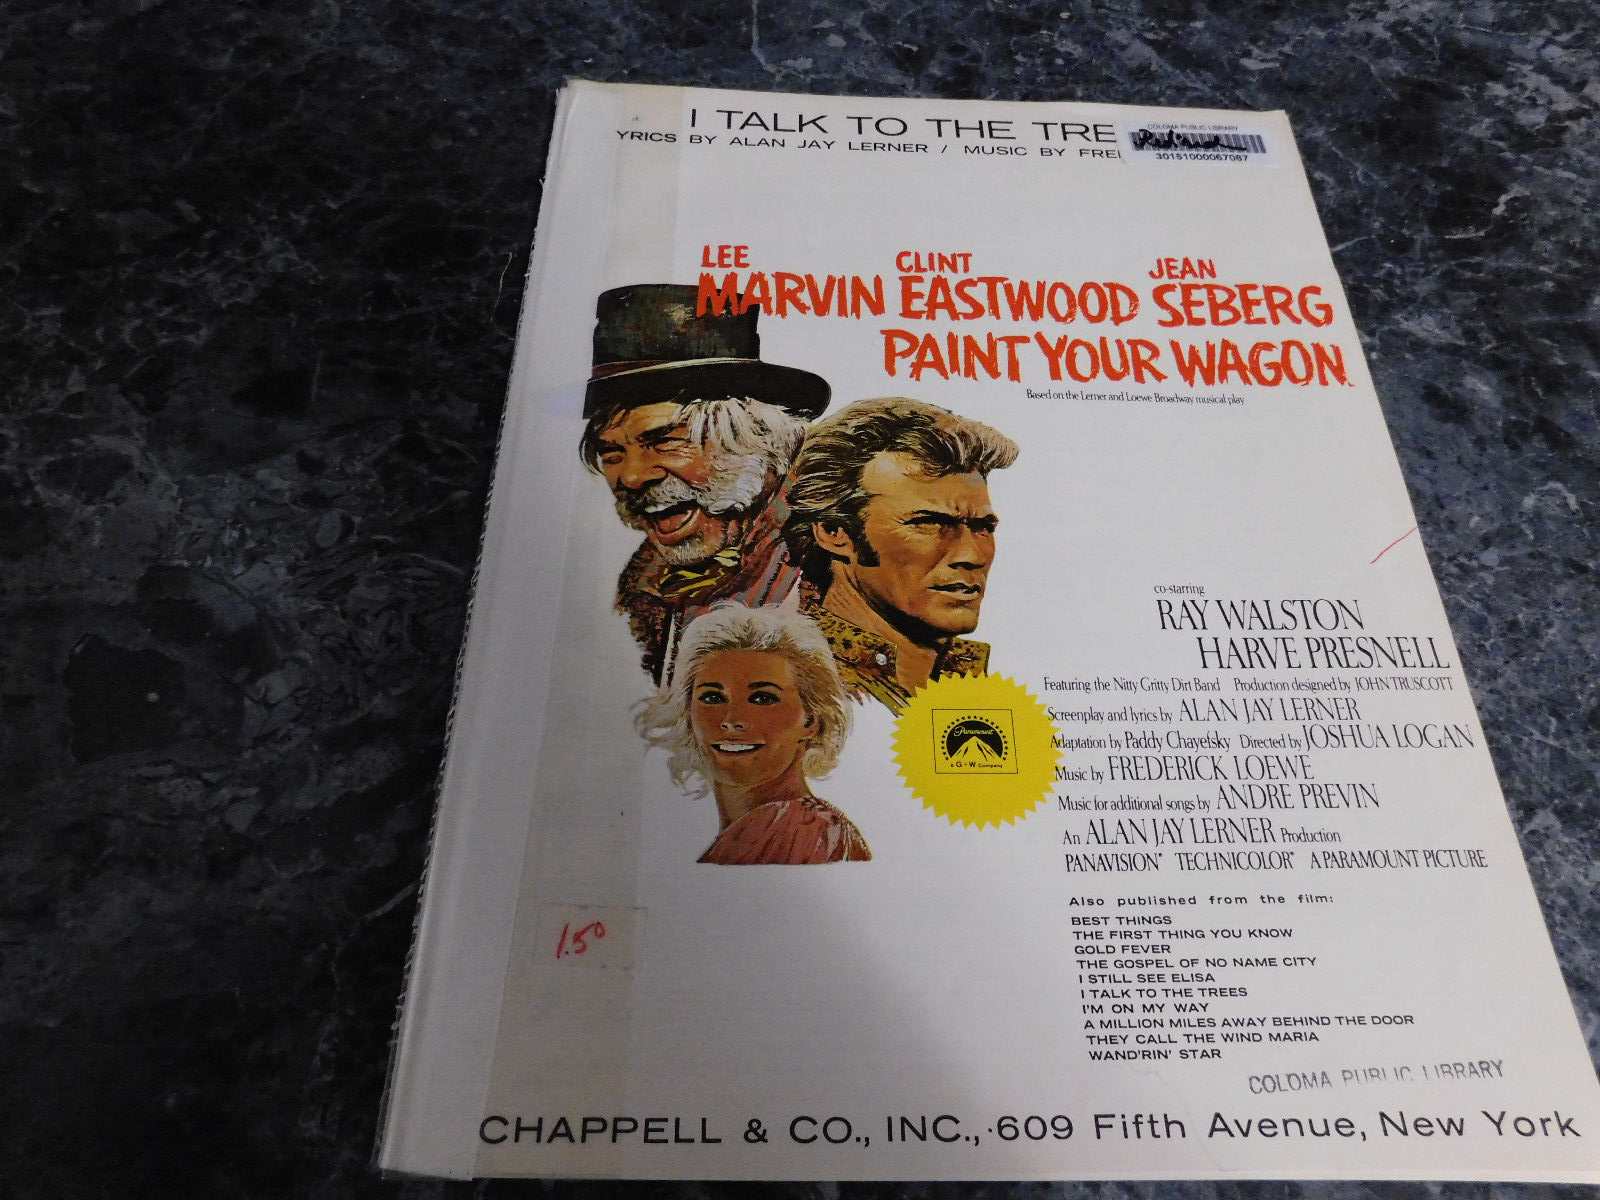 I TALK TO THE TRE
YRICS BY ALAN JAY LERNER / MUSIC BY FRE
COLOMA PUBLIC LIBRARY
30151000067087
LEE CLINT JEAN
MARVIN EASTWOOD SEBERG
PAINT YOUR WAGON
Based on the Lerner and Loewe Broadway musical play
co-starring
RAY WALSTON
HARVE PRESNELL
Featuring the Nitty Gritty Dirt Band Production designed by JOHN TRUSCOTT
Screenplay and lyrics by ALAN JAY LERNER
Adaptation by Paddy Chayefsky Directed by JOSHUA LOGAN
Music by FREDERICK LOEWE
Music for additional songs by ANDRE PREVIN
An ALAN JAY LERNER Production
PANAVISION® TECHNICOLOR® A PARAMOUNT PICTURE
Paramount
A G+W Company
Also published from the film:
BEST THINGS
THE FIRST THING YOU KNOW
GOLD FEVER
THE GOSPEL OF NO NAME CITY
I STILL SEE ELISA
I TALK TO THE TREES
I'M ON MY WAY
A MILLION MILES AWAY BEHIND THE DOOR
THEY CALL THE WIND MARIA
WAND'RIN' STAR
1.50
COLOMA PUBLIC LIBRARY
CHAPPELL & CO., INC., ·609 Fifth Avenue, New York